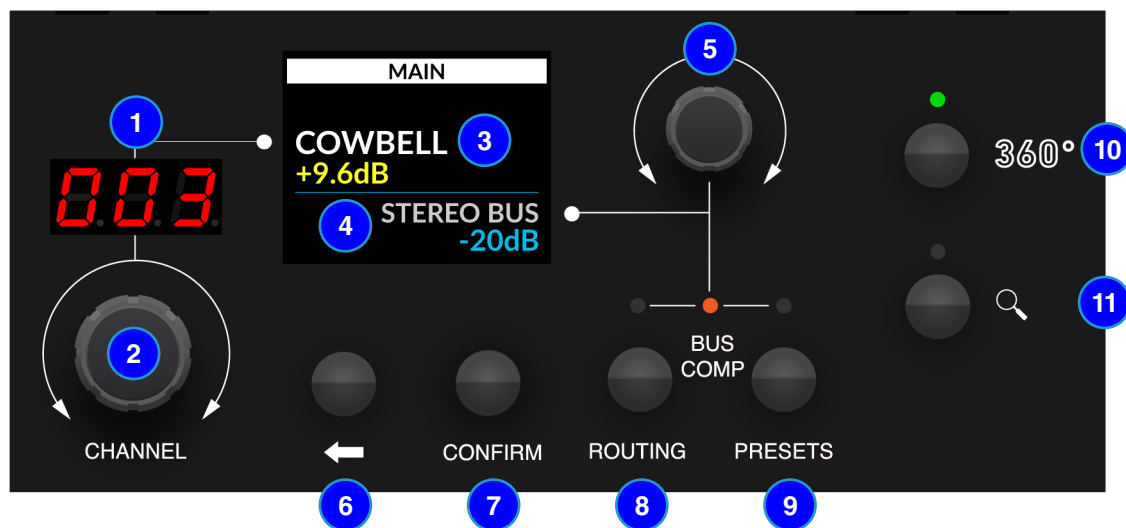 MAIN
COWBELL
+9.6dB
STEREO BUS
-20dB
003
CHANNEL
CONFIRM
ROUTING
PRESETS
BUS
COMP
360°
1
2
3
4
5
6
7
8
9
10
11